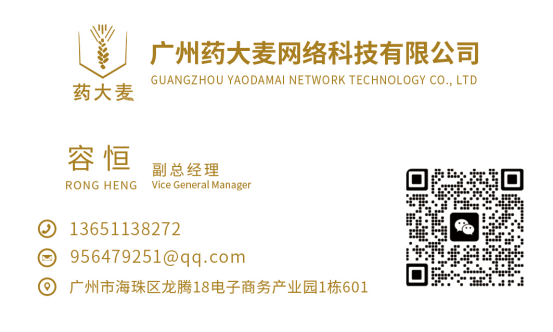 药大麦
广州药大麦网络科技有限公司
GUANGZHOU YAODAMAI NETWORK TECHNOLOGY CO., LTD
容恒
RONG HENG
副总经理
Vice General Manager
13651138272
956479251@qq.com
广州市海珠区龙腾18电子商务产业园1栋601